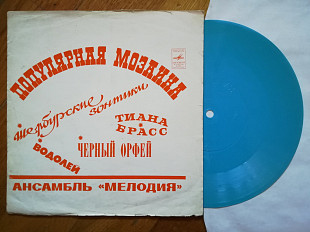 ПОПУЛЯРНАЯ МОЗАИКА
Шербурские зонтики
ТИАНА
БРАСС
ВОДОЛЕЙ
ЧЕРНЫЙ ОРФЕЙ
АНСАМБЛЬ «МЕЛОДИЯ»